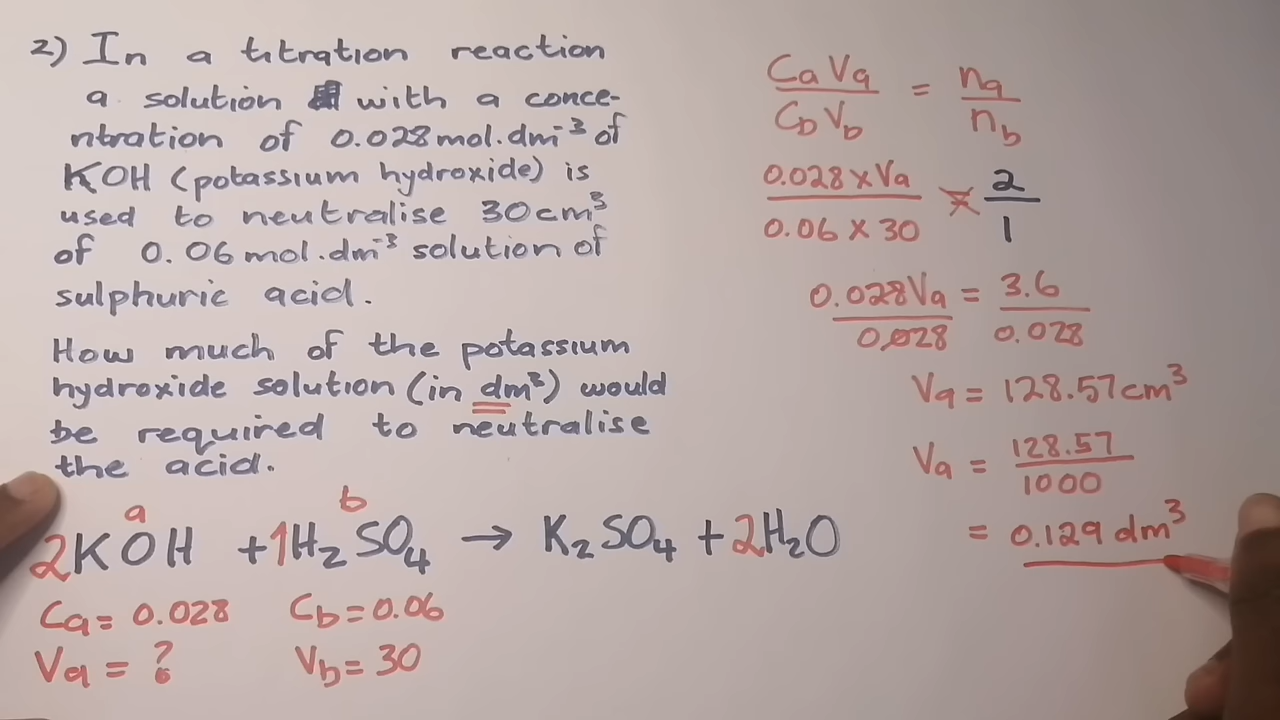 2) In a titration reaction
a solution with a conce-
ntration of 0.028 mol.dm⁻³ of
KOH (potassium hydroxide) is
used to neutralise 30cm³
of 0.06 mol.dm⁻³ solution of
sulphuric acid.
How much of the potassium
hydroxide solution (in dm³) would
be required to neutralise
the acid.
a b
2KOH + 1H₂SO₄ → K₂SO₄ + 2H₂O
Ca = 0.028 Cb = 0.06
Va = ? Vb = 30
CaVa / CbVb = na / nb
0.028 x Va / 0.06 x 30 = 2 / 1
0.028Va / 0.028 = 3.6 / 0.028
Va = 128.57 cm³
Va = 128.57 / 1000
= 0.129 dm³